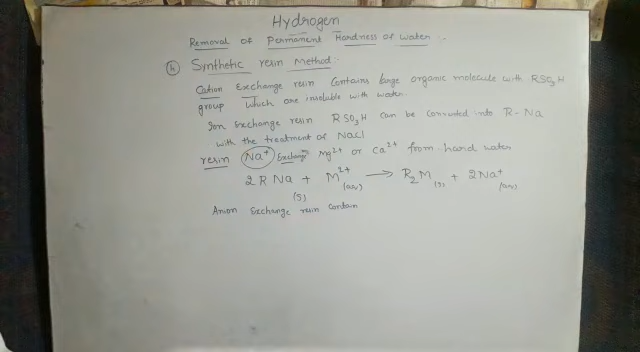 Hydrogen
Removal of Permanent Hardness of water :-
(4) Synthetic resin Method :-
Cation Exchange resin Contains large organic molecule with RSO₃H
group which are insoluble with water.
Ion Exchange resin RSO₃H can be converted into R-Na
with the treatment of NaCl
resin Na⁺ Exchange Mg²⁺ or Ca²⁺ from hard water
2RNa (s) + M²⁺ (aq) → R₂M (s) + 2Na⁺ (aq)
Anion Exchange resin Contain